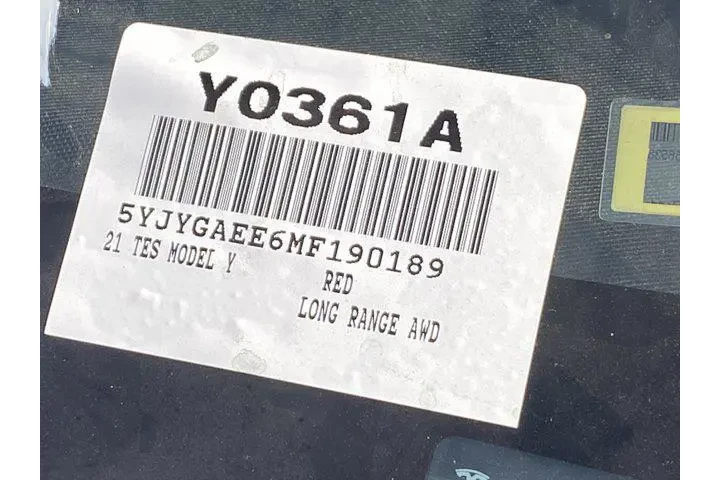 Y0361A
5YJYGAEE6MF190189
21 TES MODEL Y
RED
LONG RANGE AWD